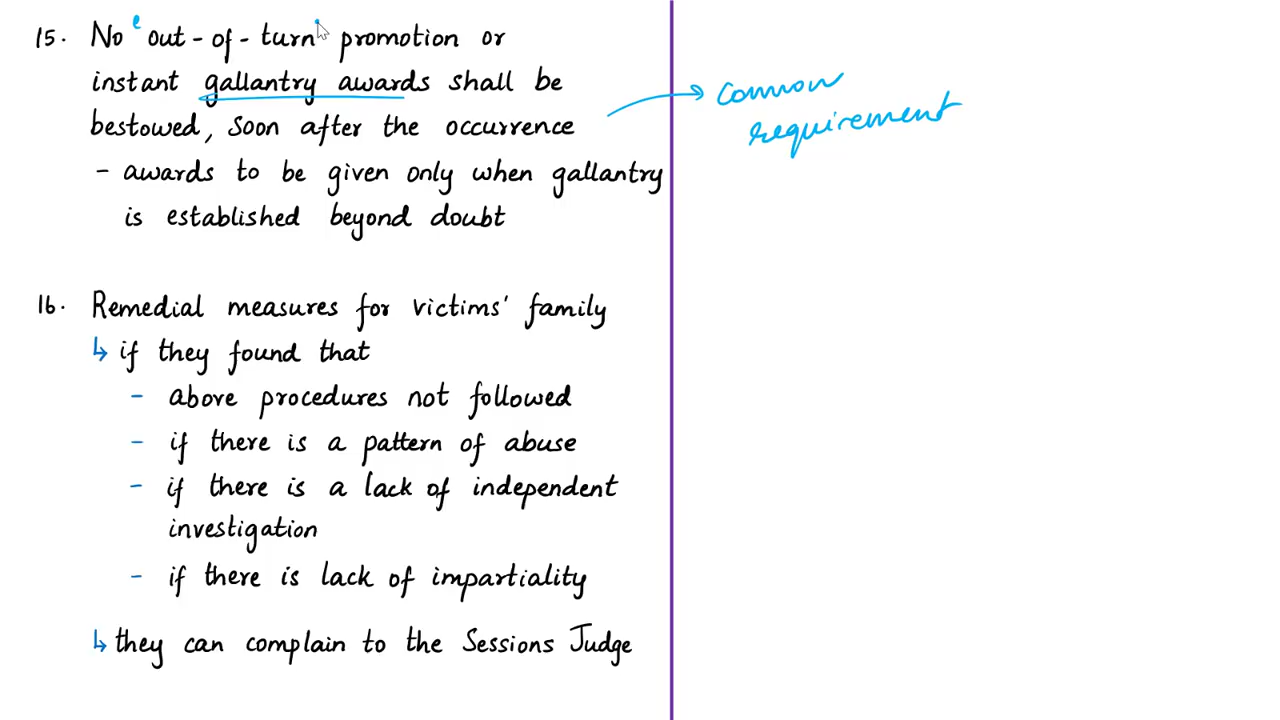 15. No out-of-turn promotion or
instant gallantry awards shall be
bestowed, soon after the occurrence
- awards to be given only when gallantry
is established beyond doubt
common
requirement
16. Remedial measures for victims' family
↳ if they found that
- above procedures not followed
- if there is a pattern of abuse
- if there is a lack of independent
investigation
- if there is lack of impartiality
↳ they can complain to the Sessions Judge